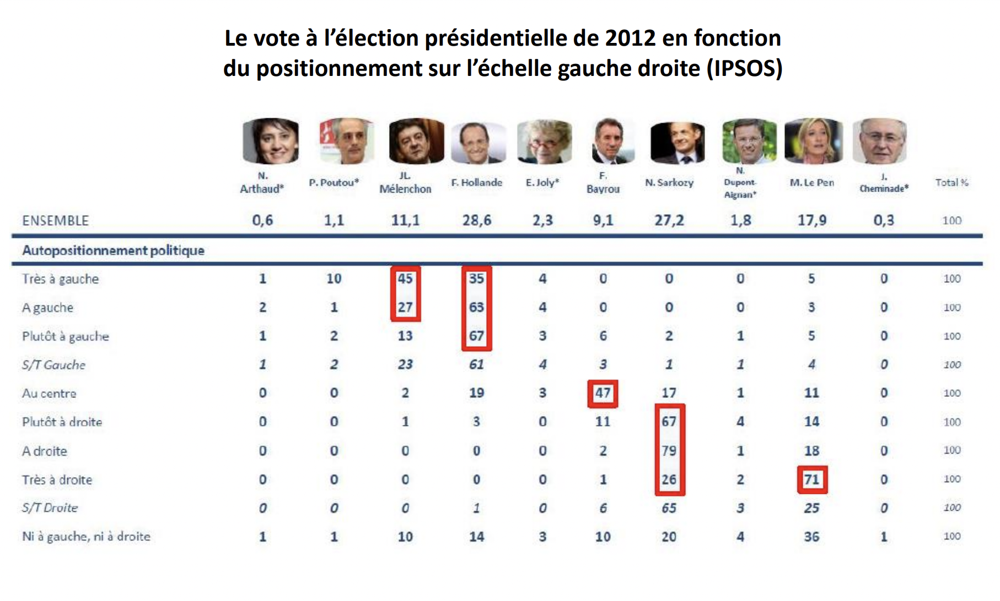 Le vote à l’élection présidentielle de 2012 en fonction
du positionnement sur l’échelle gauche droite (IPSOS)
N. Arthaud* P. Poutou* JL. Mélenchon F. Hollande E. Joly* F. Bayrou N. Sarkozy N. Dupont-Aignan* M. Le Pen J. Cheminade* Total %
ENSEMBLE 0,6 1,1 11,1 28,6 2,3 9,1 27,2 1,8 17,9 0,3 100
Autopositionnement politique
Très à gauche 1 10 45 35 4 0 0 0 5 0 100
A gauche 2 1 27 63 4 0 0 0 3 0 100
Plutôt à gauche 1 2 13 67 3 6 2 1 5 0 100
S/T Gauche 1 2 23 61 4 3 1 1 4 0 100
Au centre 0 0 2 19 3 47 17 1 11 0 100
Plutôt à droite 0 0 1 3 0 11 67 4 14 0 100
A droite 0 0 0 0 0 2 79 1 18 0 100
Très à droite 0 0 0 0 0 1 26 2 71 0 100
S/T Droite 0 0 0 1 0 6 65 3 25 0 100
Ni à gauche, ni à droite 1 1 10 14 3 10 20 4 36 1 100